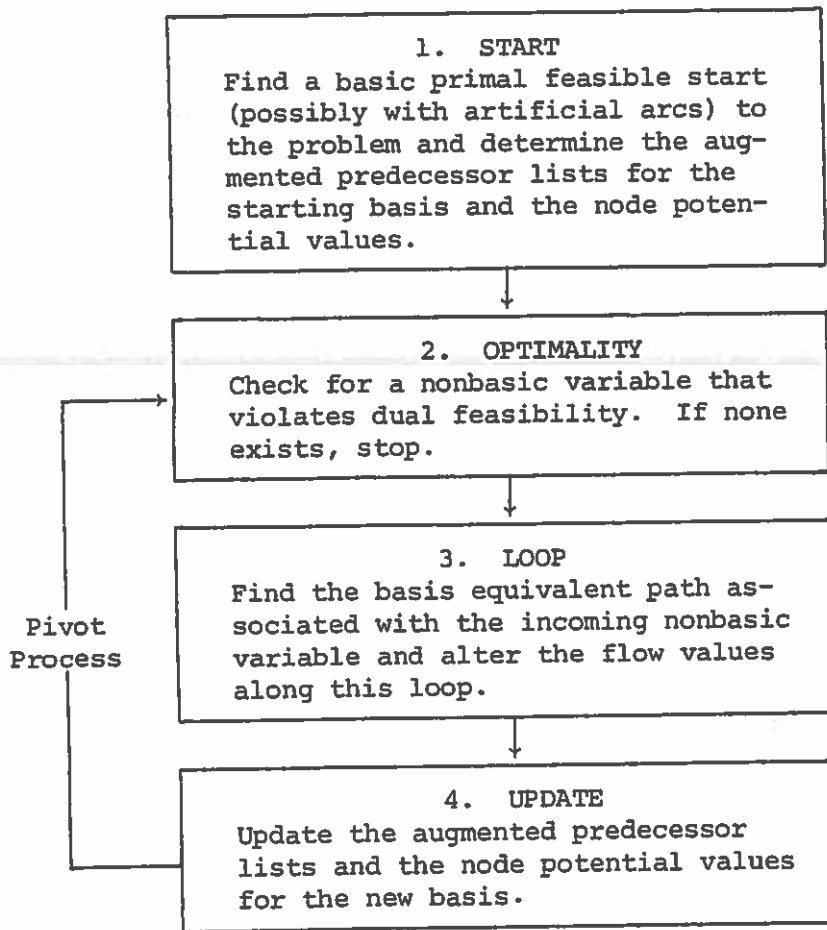 1. START
Find a basic primal feasible start
(possibly with artificial arcs) to
the problem and determine the aug-
mented predecessor lists for the
starting basis and the node poten-
tial values.
2. OPTIMALITY
Check for a nonbasic variable that
violates dual feasibility. If none
exists, stop.
3. LOOP
Find the basis equivalent path as-
sociated with the incoming nonbasic
variable and alter the flow values
along this loop.
Pivot
Process
4. UPDATE
Update the augmented predecessor
lists and the node potential values
for the new basis.